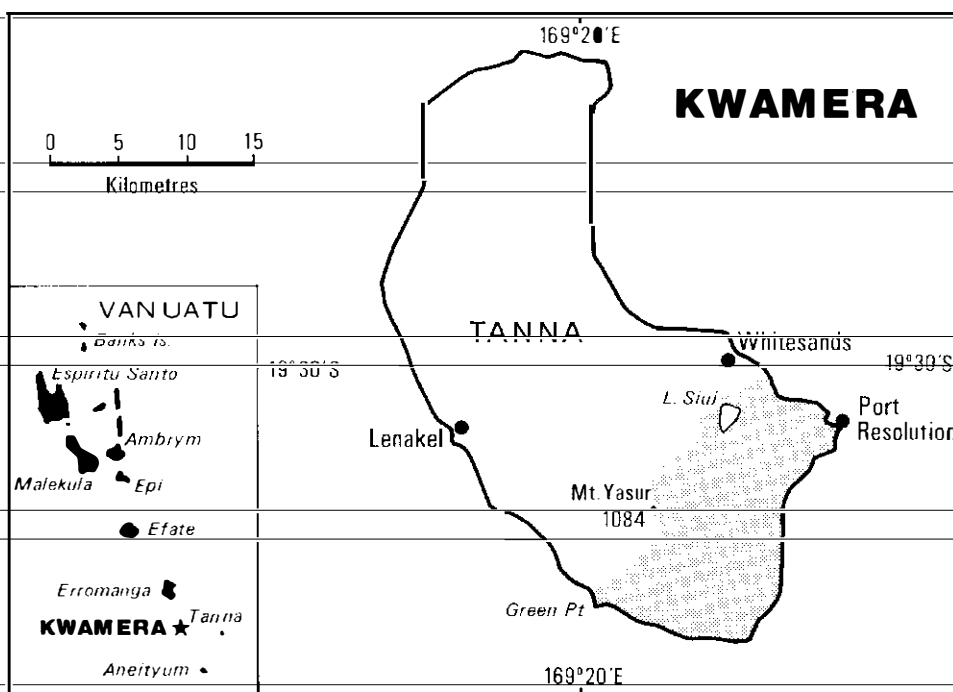 169°20'E
KWAMERA
0 5 10 15
Kilometres
VANUATU
Banks Is.
Espiritu Santo
Ambrym
Malekula
Epi
Efate
Erromanga
Tanna
KWAMERA
Aneityum
TANNA
Whitesands
19°30'S
19°30'S
L. Siui
Port
Resolution
Lenakel
Mt. Yasur
1084
Green Pt
169°20'E